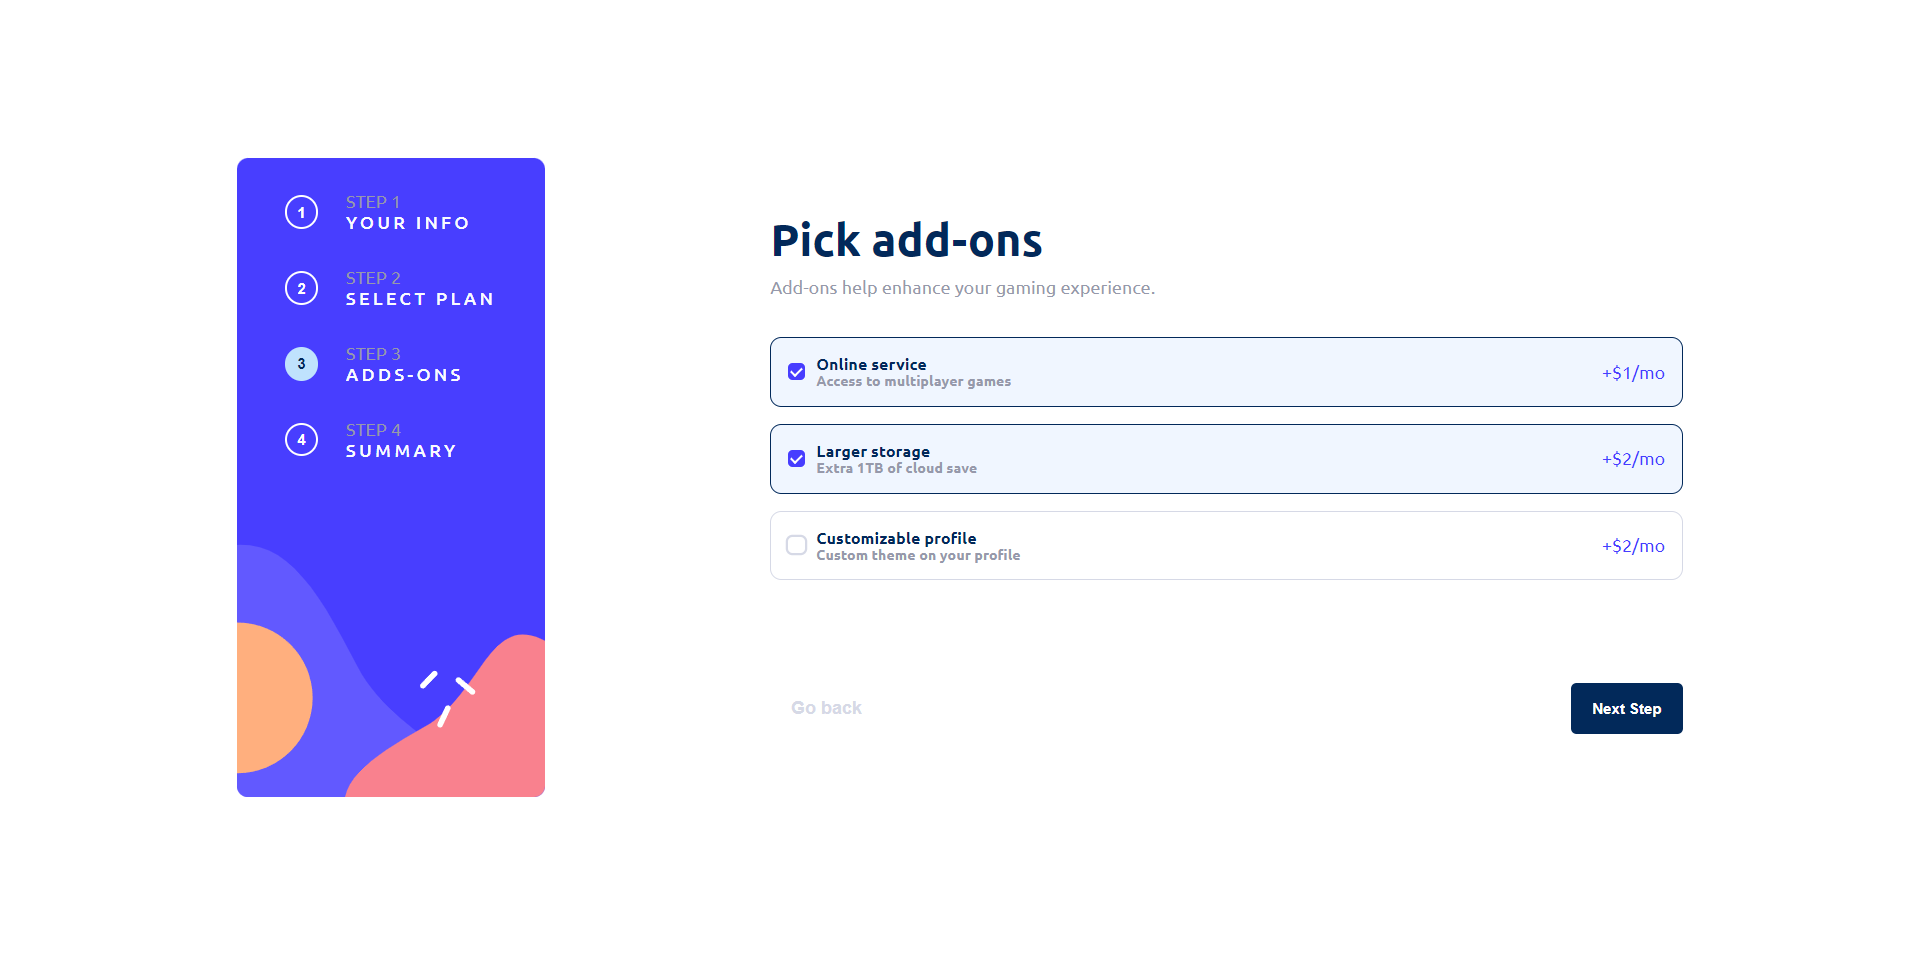 1
STEP 1
YOUR INFO
2
STEP 2
SELECT PLAN
3
STEP 3
ADDS-ONS
4
STEP 4
SUMMARY
Pick add-ons
Add-ons help enhance your gaming experience.
Online service
Access to multiplayer games
+$1/mo
Larger storage
Extra 1TB of cloud save
+$2/mo
Customizable profile
Custom theme on your profile
+$2/mo
Go back
Next Step